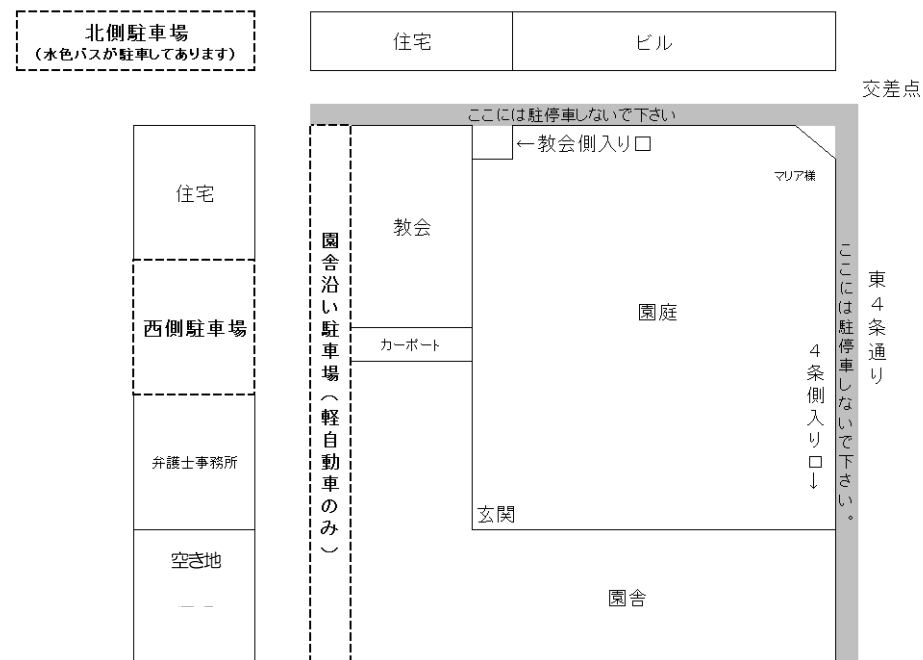 北側駐車場
(水色バスが駐車してあります)
住宅
ビル
交差点
ここには駐停車しないで下さい
←教会側入り口
マリア様
住宅
教会
園舎沿い駐車場(軽自動車のみ)
西側駐車場
カーポート
園庭
4条側入り口→
ここには駐停車しないで下さい。
東4条通り
弁護士事務所
玄関
空き地
園舎